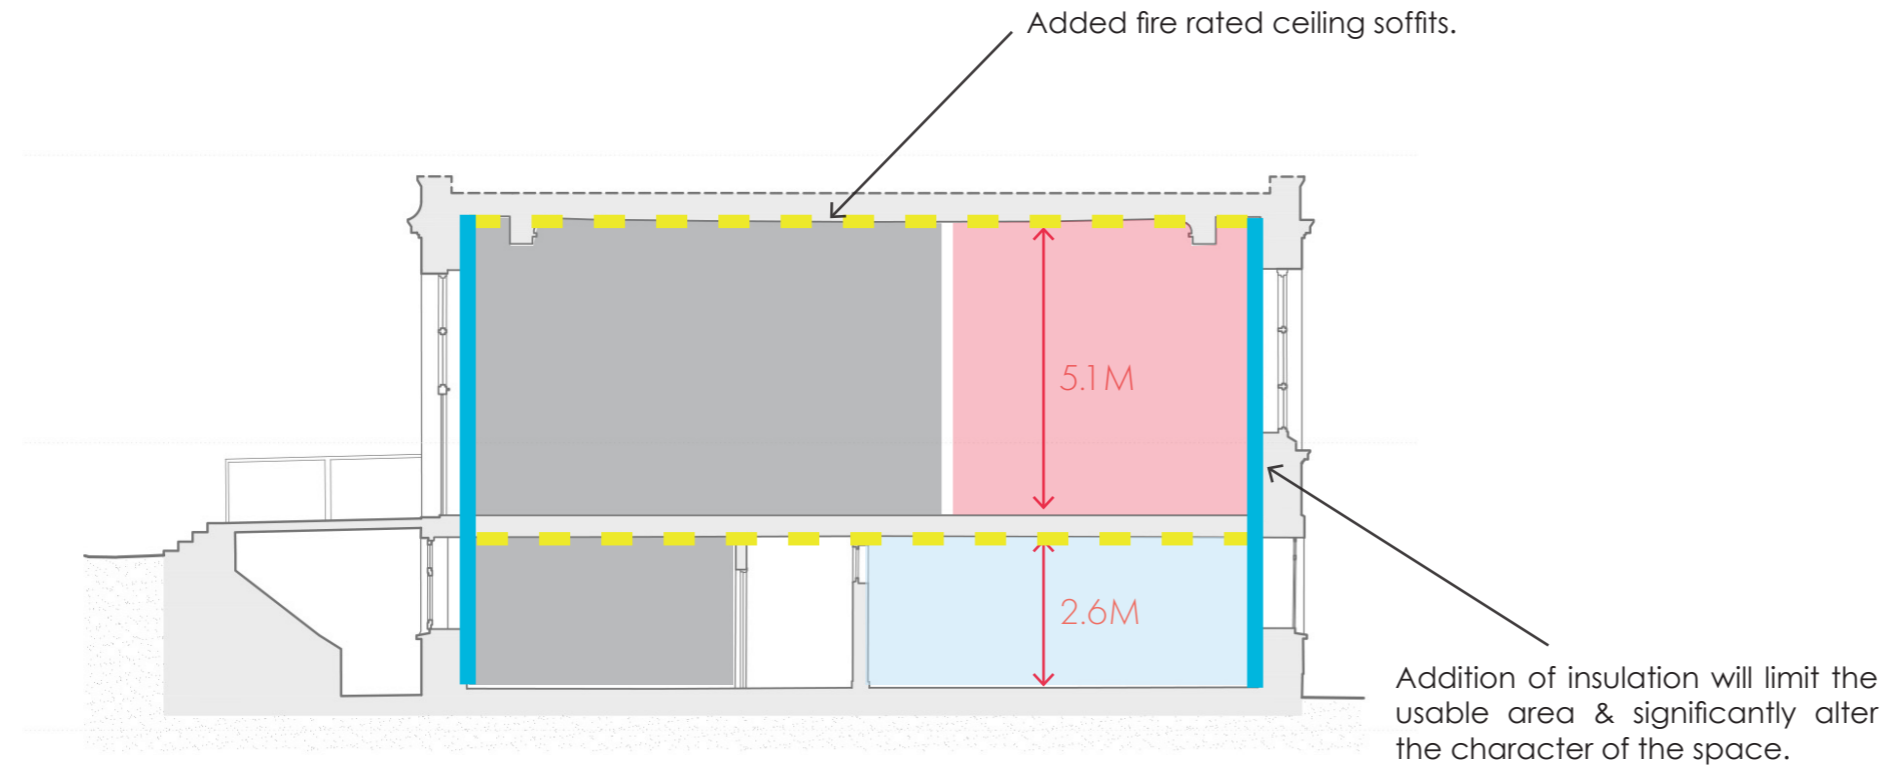 Added fire rated ceiling soffits.
5.1M
2.6M
Addition of insulation will limit the
usable area & significantly alter
the character of the space.